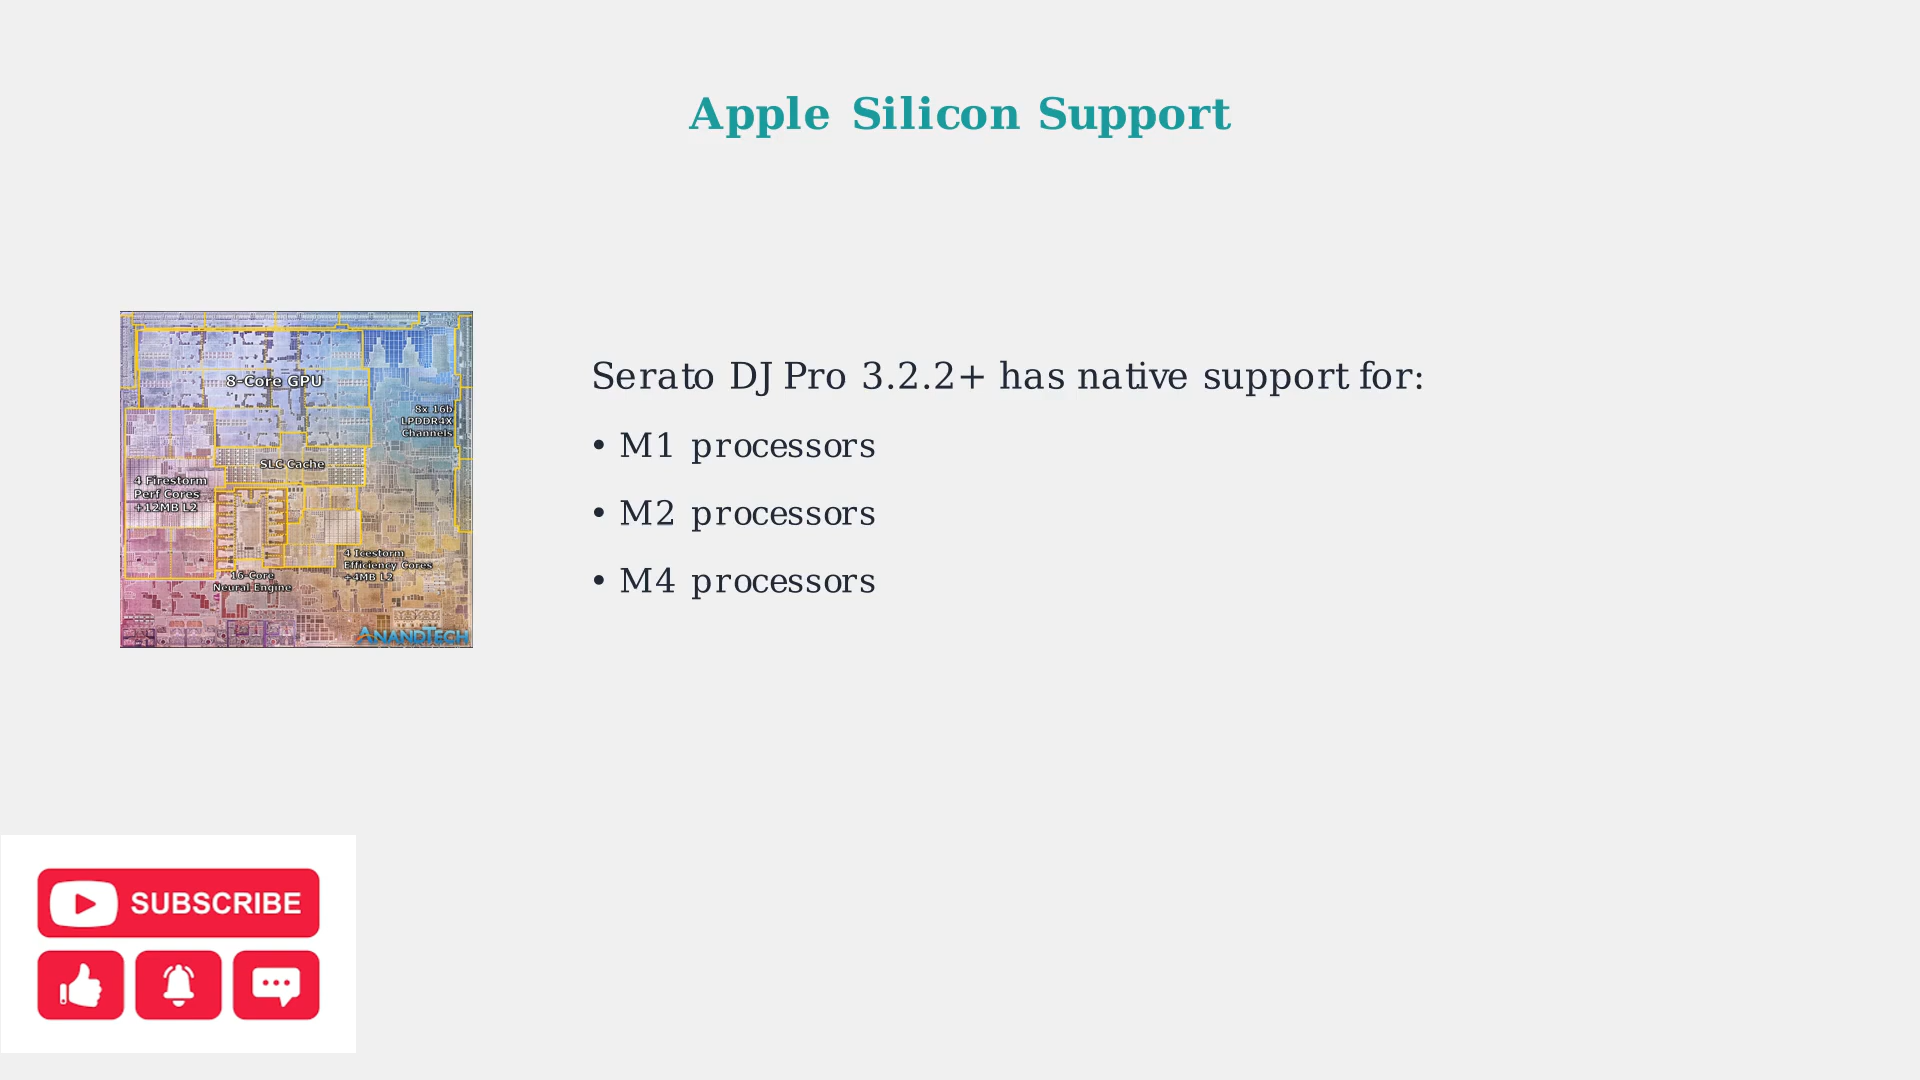 Apple Silicon Support
8-Core GPU
8x 16b
LPDDR4X
Channels
SLC Cache
4 Firestorm
Perf Cores
+12MB L2
4 Icestorm
Efficiency Cores
+4MB L2
16-Core
Neural Engine
ANANDTECH
Serato DJ Pro 3.2.2+ has native support for:
• M1 processors
• M2 processors
• M4 processors
SUBSCRIBE